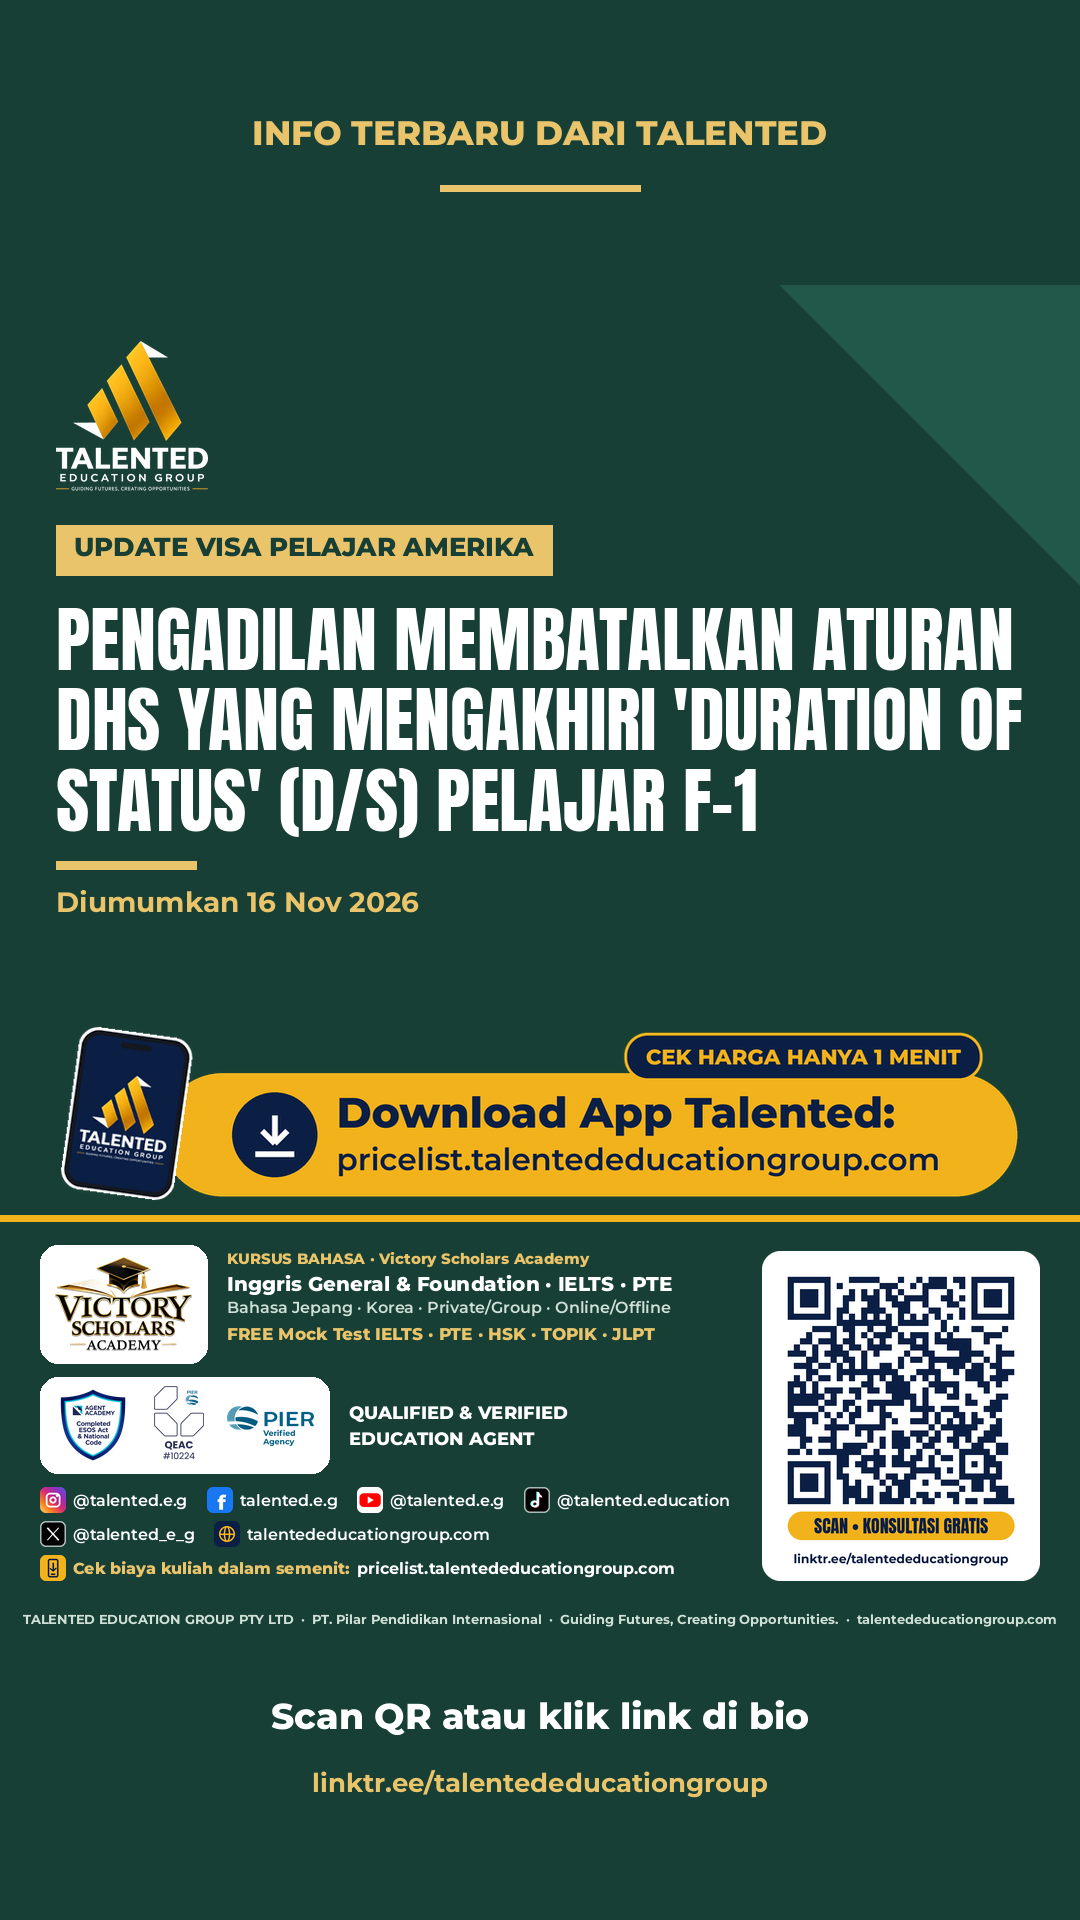 INFO TERBARU DARI TALENTED
TALENTED
EDUCATION GROUP
GUIDING FUTURES, CREATING OPPORTUNITIES
UPDATE VISA PELAJAR AMERIKA
PENGADILAN MEMBATALKAN ATURAN
DHS YANG MENGAKHIRI 'DURATION OF
STATUS' (D/S) PELAJAR F-1
Diumumkan 16 Nov 2026
CEK HARGA HANYA 1 MENIT
TALENTED
EDUCATION GROUP
Download App Talented:
pricelist.talentededucationgroup.com
VICTORY
SCHOLARS
ACADEMY
KURSUS BAHASA · Victory Scholars Academy
Inggris General & Foundation · IELTS · PTE
Bahasa Jepang · Korea · Private/Group · Online/Offline
FREE Mock Test IELTS · PTE · HSK · TOPIK · JLPT
AGENT
ACADEMY
Completed
ESOS Act
& National
Code
PIER
QEAC
#10224
PIER
Verified
Agency
QUALIFIED & VERIFIED
EDUCATION AGENT
@talented.e.g talented.e.g @talented.e.g @talented.education
@talented_e_g talentededucationgroup.com
Cek biaya kuliah dalam semenit: pricelist.talentededucationgroup.com
SCAN • KONSULTASI GRATIS
linktr.ee/talentededucationgroup
TALENTED EDUCATION GROUP PTY LTD · PT. Pilar Pendidikan Internasional · Guiding Futures, Creating Opportunities. · talentededucationgroup.com
Scan QR atau klik link di bio
linktr.ee/talentededucationgroup